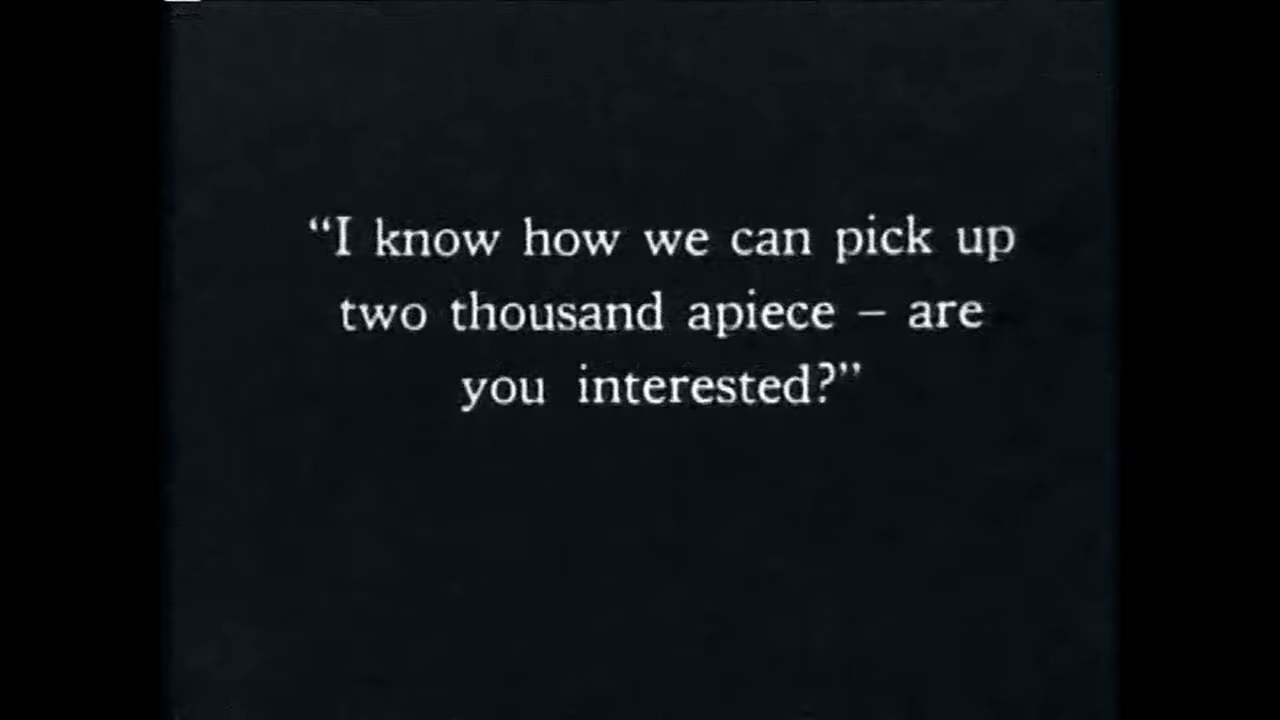 “I know how we can pick up
two thousand apiece – are
you interested?”